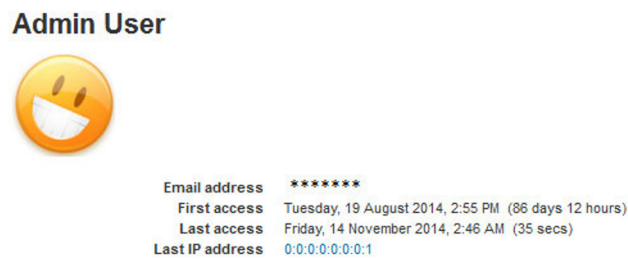 Admin User
Email address *******
First access Tuesday, 19 August 2014, 2:55 PM (86 days 12 hours)
Last access Friday, 14 November 2014, 2:46 AM (35 secs)
Last IP address 0:0:0:0:0:0:0:1